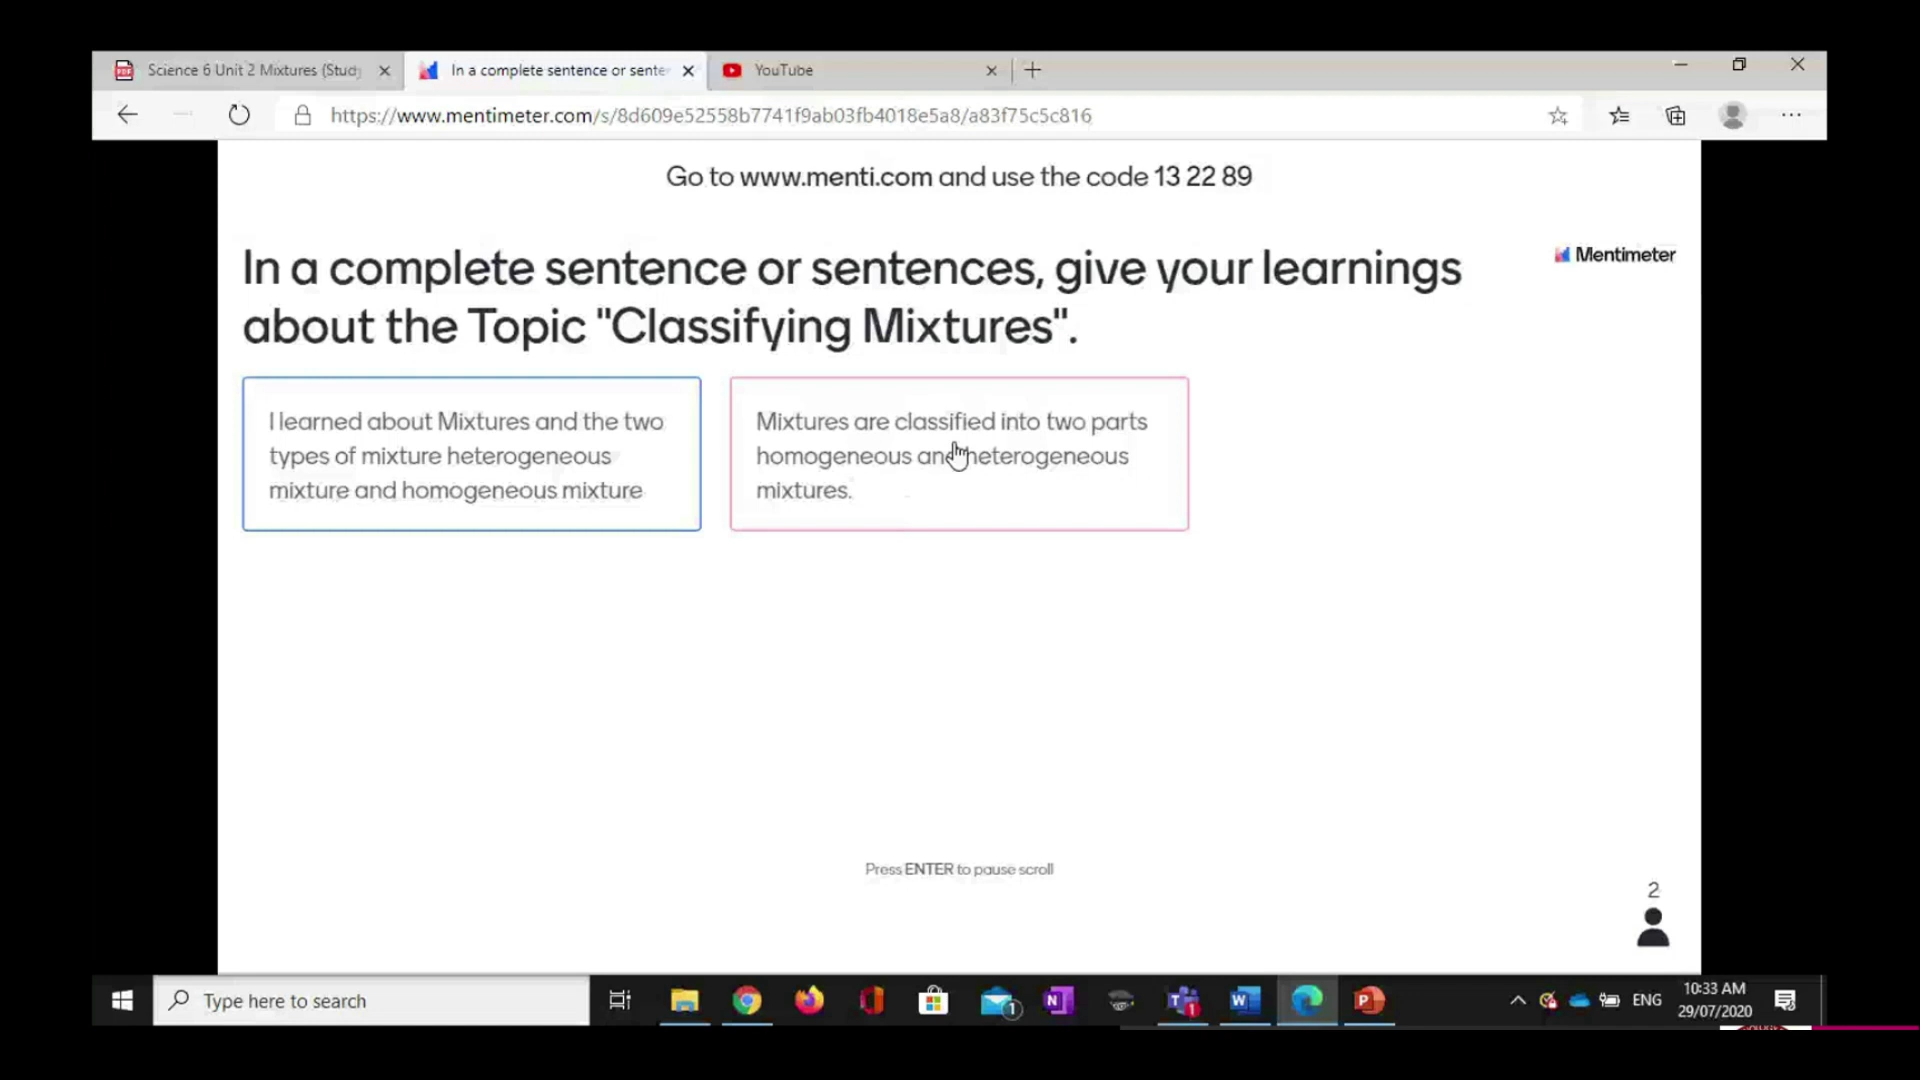 Science 6 Unit 2 Mixtures (Stud
In a complete sentence or sente
YouTube
https://www.mentimeter.com/s/8d609e52558b7741f9ab03fb4018e5a8/a83f75c5c816
Go to www.menti.com and use the code 13 22 89
In a complete sentence or sentences, give your learnings
about the Topic "Classifying Mixtures".
Mentimeter
I learned about Mixtures and the two
types of mixture heterogeneous
mixture and homogeneous mixture
Mixtures are classified into two parts
homogeneous and heterogeneous
mixtures.
Press ENTER to pause scroll
2
Type here to search
1
1
ENG
10:33 AM
29/07/2020